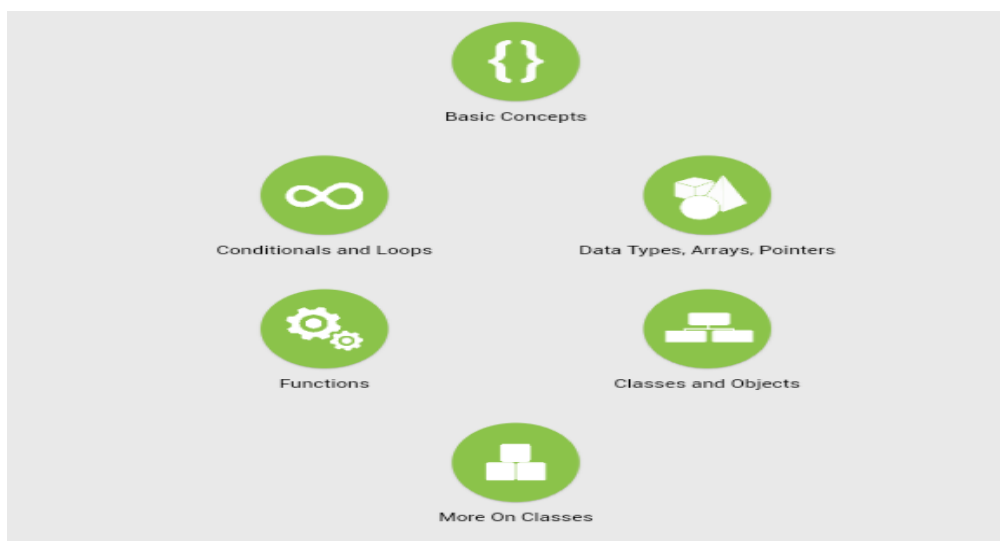 {}
Basic Concepts
Conditionals and Loops
Data Types, Arrays, Pointers
Functions
Classes and Objects
More On Classes